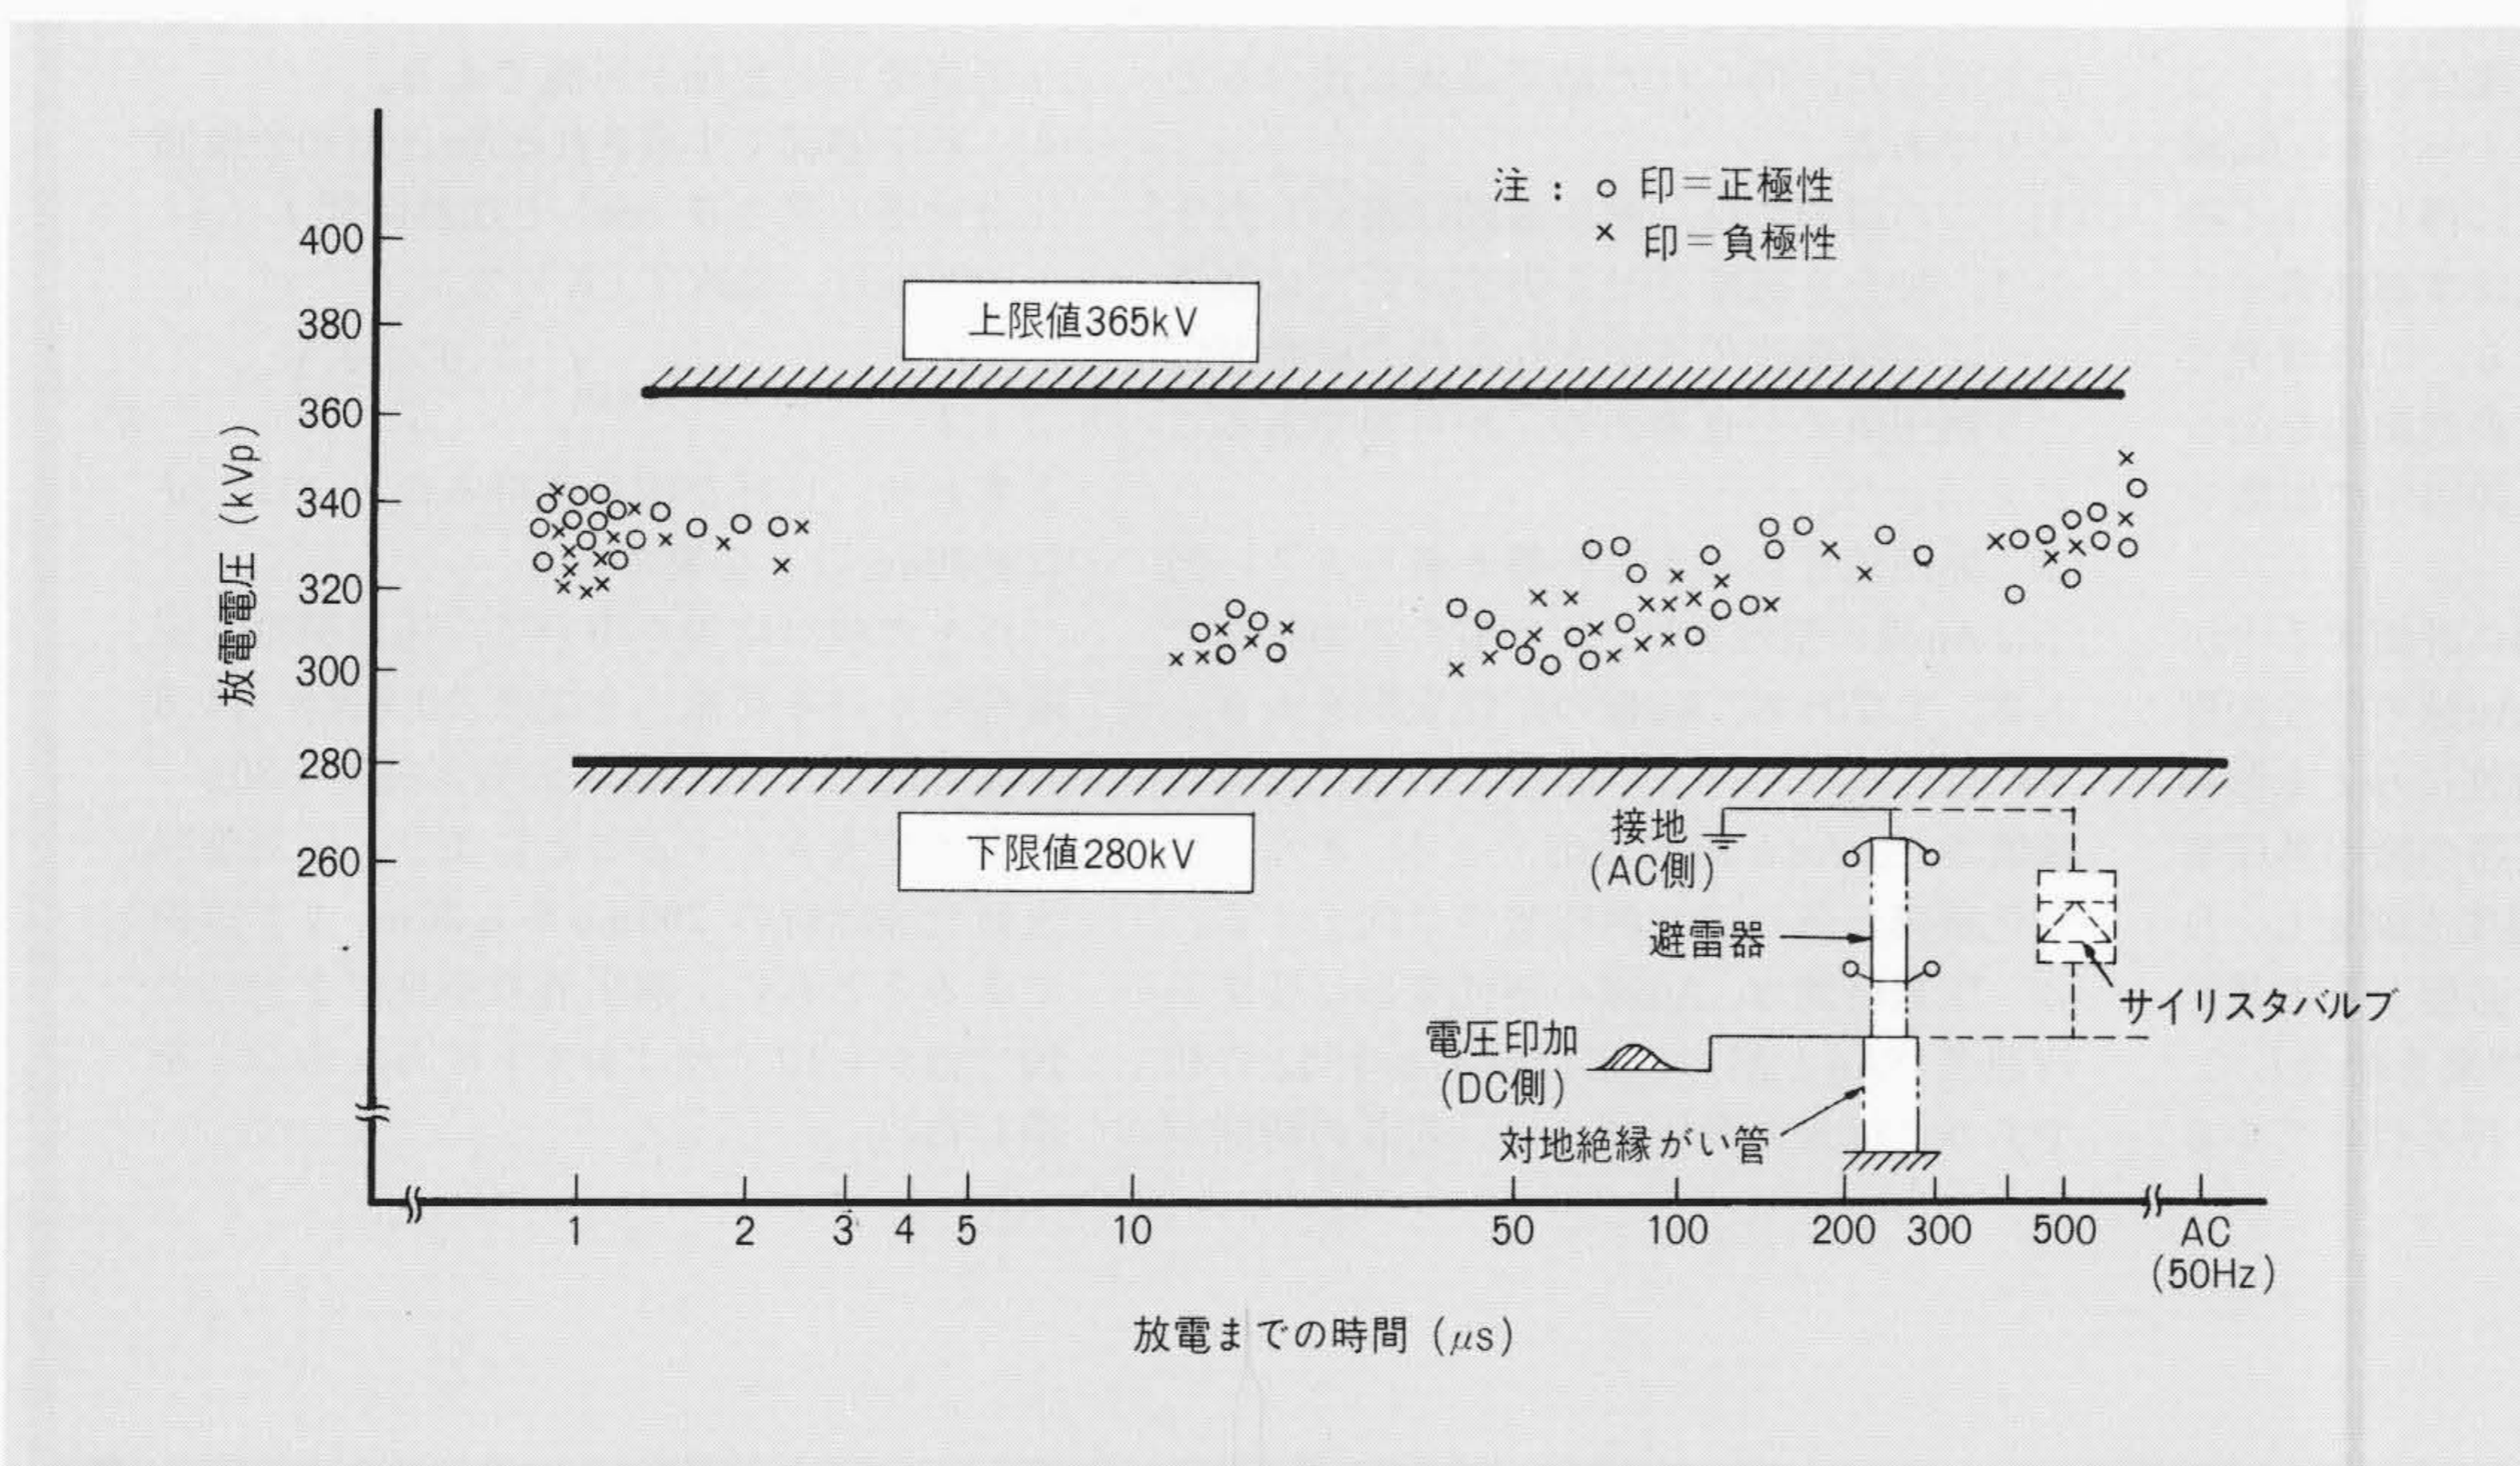 注：○印＝正極性
×印＝負極性
放電電圧（kVp）
400
380
360
340
320
300
280
260
上限値365kV
下限値280kV
接地
（AC側）
避雷器
サイリスタバルブ
電圧印加
（DC側）
対地絶縁がい管
1 2 3 4 5 10 50 100 200 300 500 AC
（50Hz）
放電までの時間（μs）